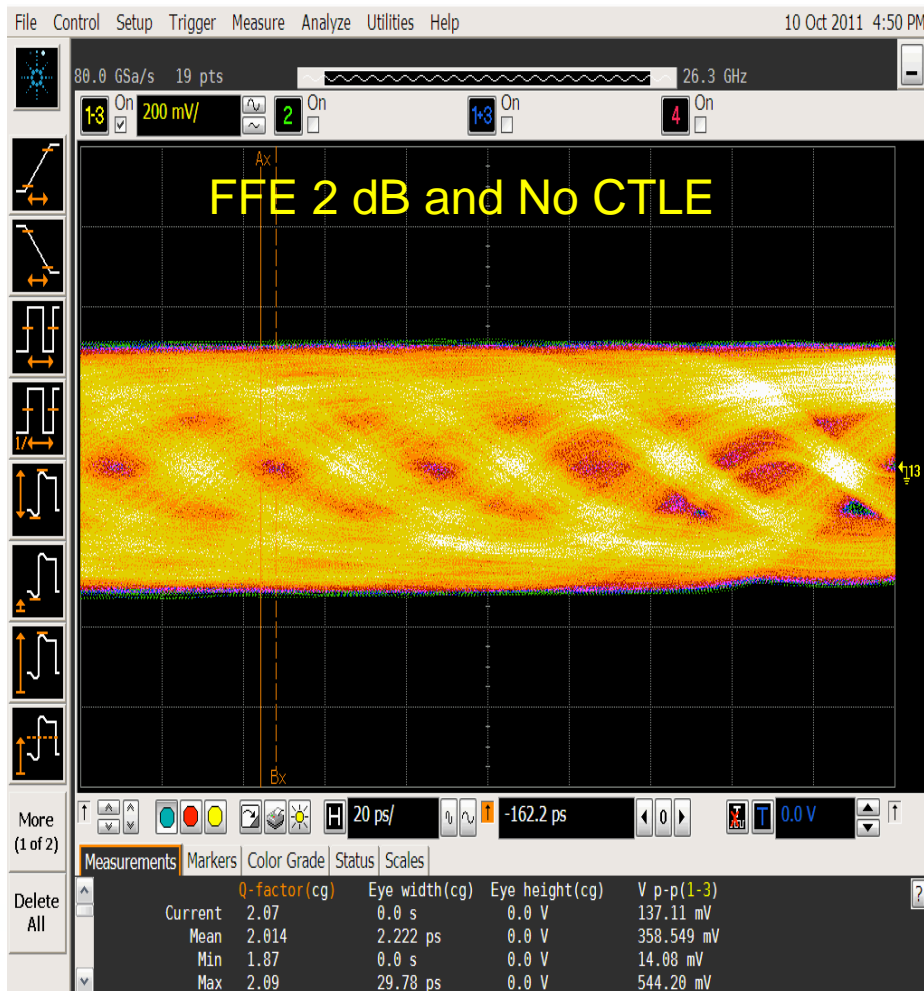 File Control Setup Trigger Measure Analyze Utilities Help 10 Oct 2011 4:50 PM
80.0 GSa/s 19 pts 26.3 GHz
1-3 On 200 mV/ 2 On 1+3 On 4 On
Ax
FFE 2 dB and No CTLE
13
1/
Bx
More
(1 of 2)
Delete
All
H 20 ps/ -162.2 ps 0 T 0.0 V
Measurements Markers Color Grade Status Scales
Q-factor(cg) Eye width(cg) Eye height(cg) V p-p(1-3) ?
Current 2.07 0.0 s 0.0 V 137.11 mV
Mean 2.014 2.222 ps 0.0 V 358.549 mV
Min 1.87 0.0 s 0.0 V 14.08 mV
Max 2.09 29.78 ps 0.0 V 544.20 mV